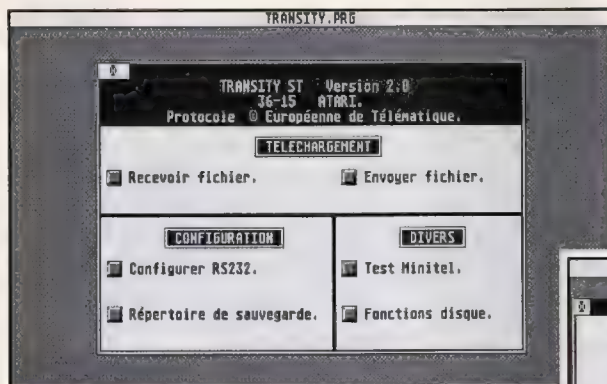 TRANSITY.PRG
TRANSITY ST Version 2.0
36-15 ATARI.
Protocole © Européenne de Télématique.
TELECHARGEMENT
Recevoir fichier.
Envoyer fichier.
CONFIGURATION
DIVERS
Configurer RS232.
Test Minitel.
Répertoire de sauvegarde.
Fonctions disque.